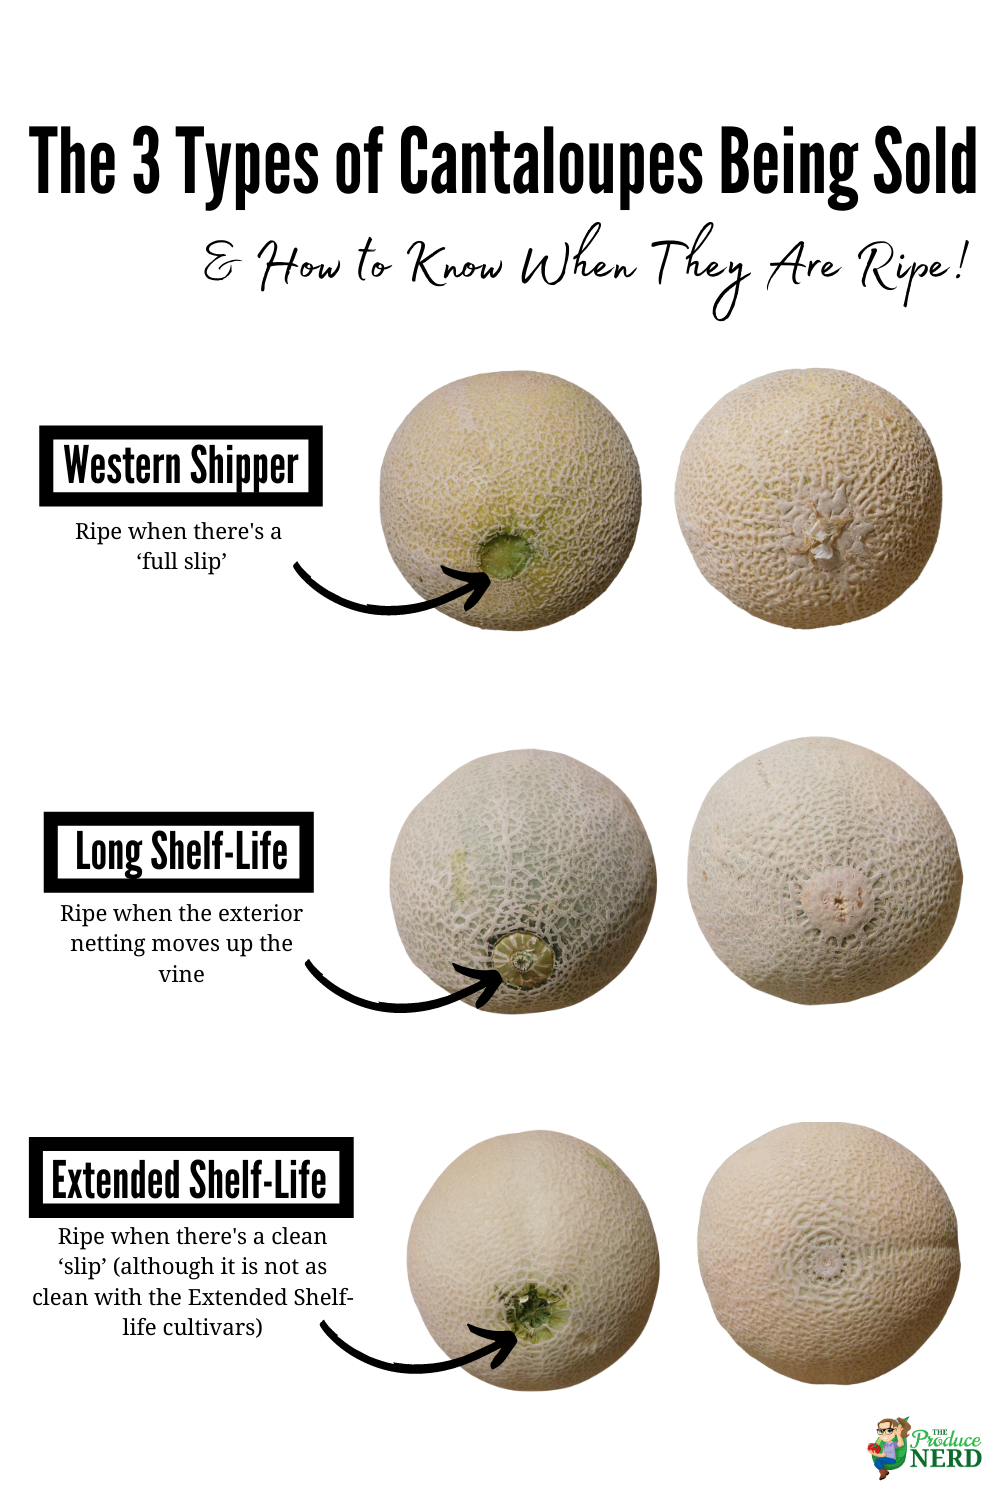 The 3 Types of Cantaloupes Being Sold
& How to Know When They Are Ripe!
Western Shipper
Ripe when there's a
‘full slip’
Long Shelf-Life
Ripe when the exterior
netting moves up the
vine
Extended Shelf-Life
Ripe when there's a clean
‘slip’ (although it is not as
clean with the Extended Shelf-
life cultivars)
THE
Produce
NERD